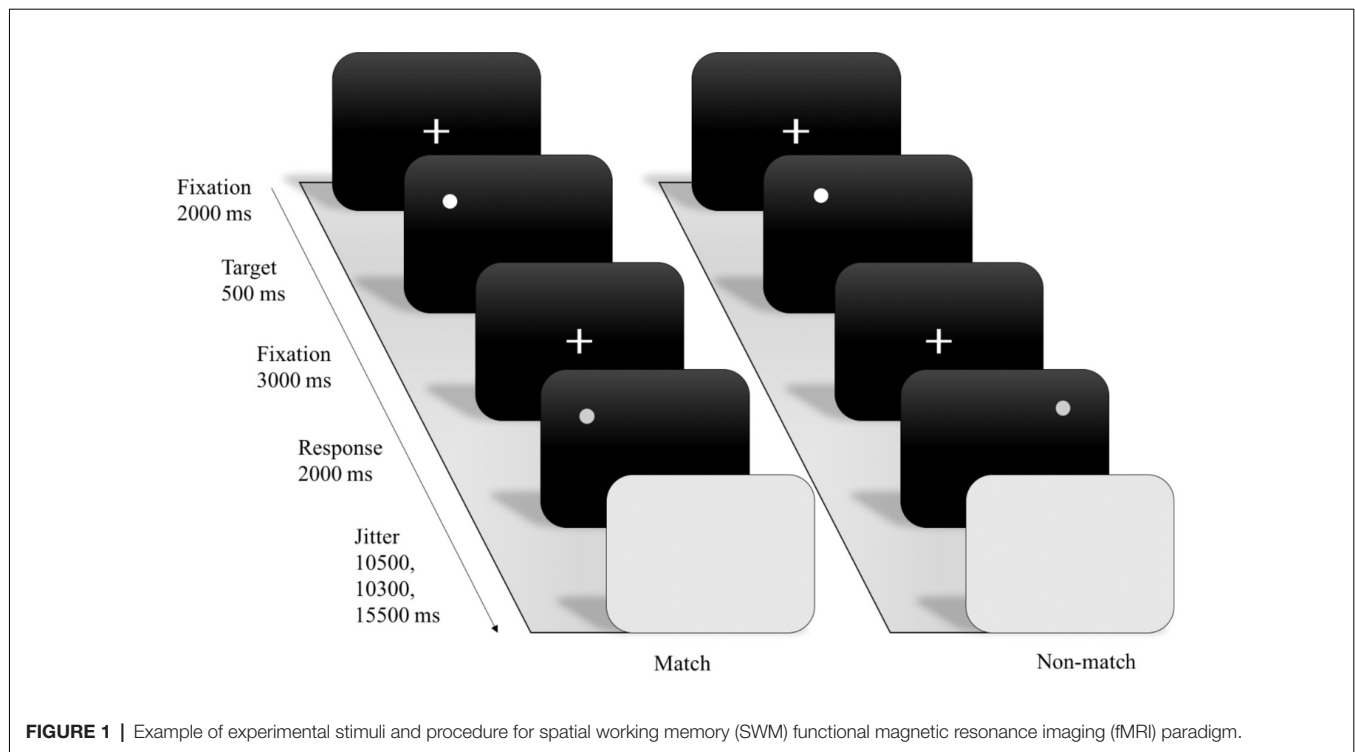 Fixation
2000 ms
Target
500 ms
Fixation
3000 ms
Response
2000 ms
Jitter
10500,
10300,
15500 ms
Match
Non-match
FIGURE 1 | Example of experimental stimuli and procedure for spatial working memory (SWM) functional magnetic resonance imaging (fMRI) paradigm.